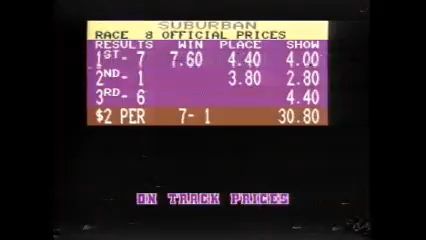 SUBURBAN
RACE 8 OFFICIAL PRICES
RESULTS WIN PLACE SHOW
1ST- 7 7.60 4.40 4.00
2ND- 1 3.80 2.80
3RD- 6 4.40
$2 PER 7- 1 30.80
ON TRACK PRICES